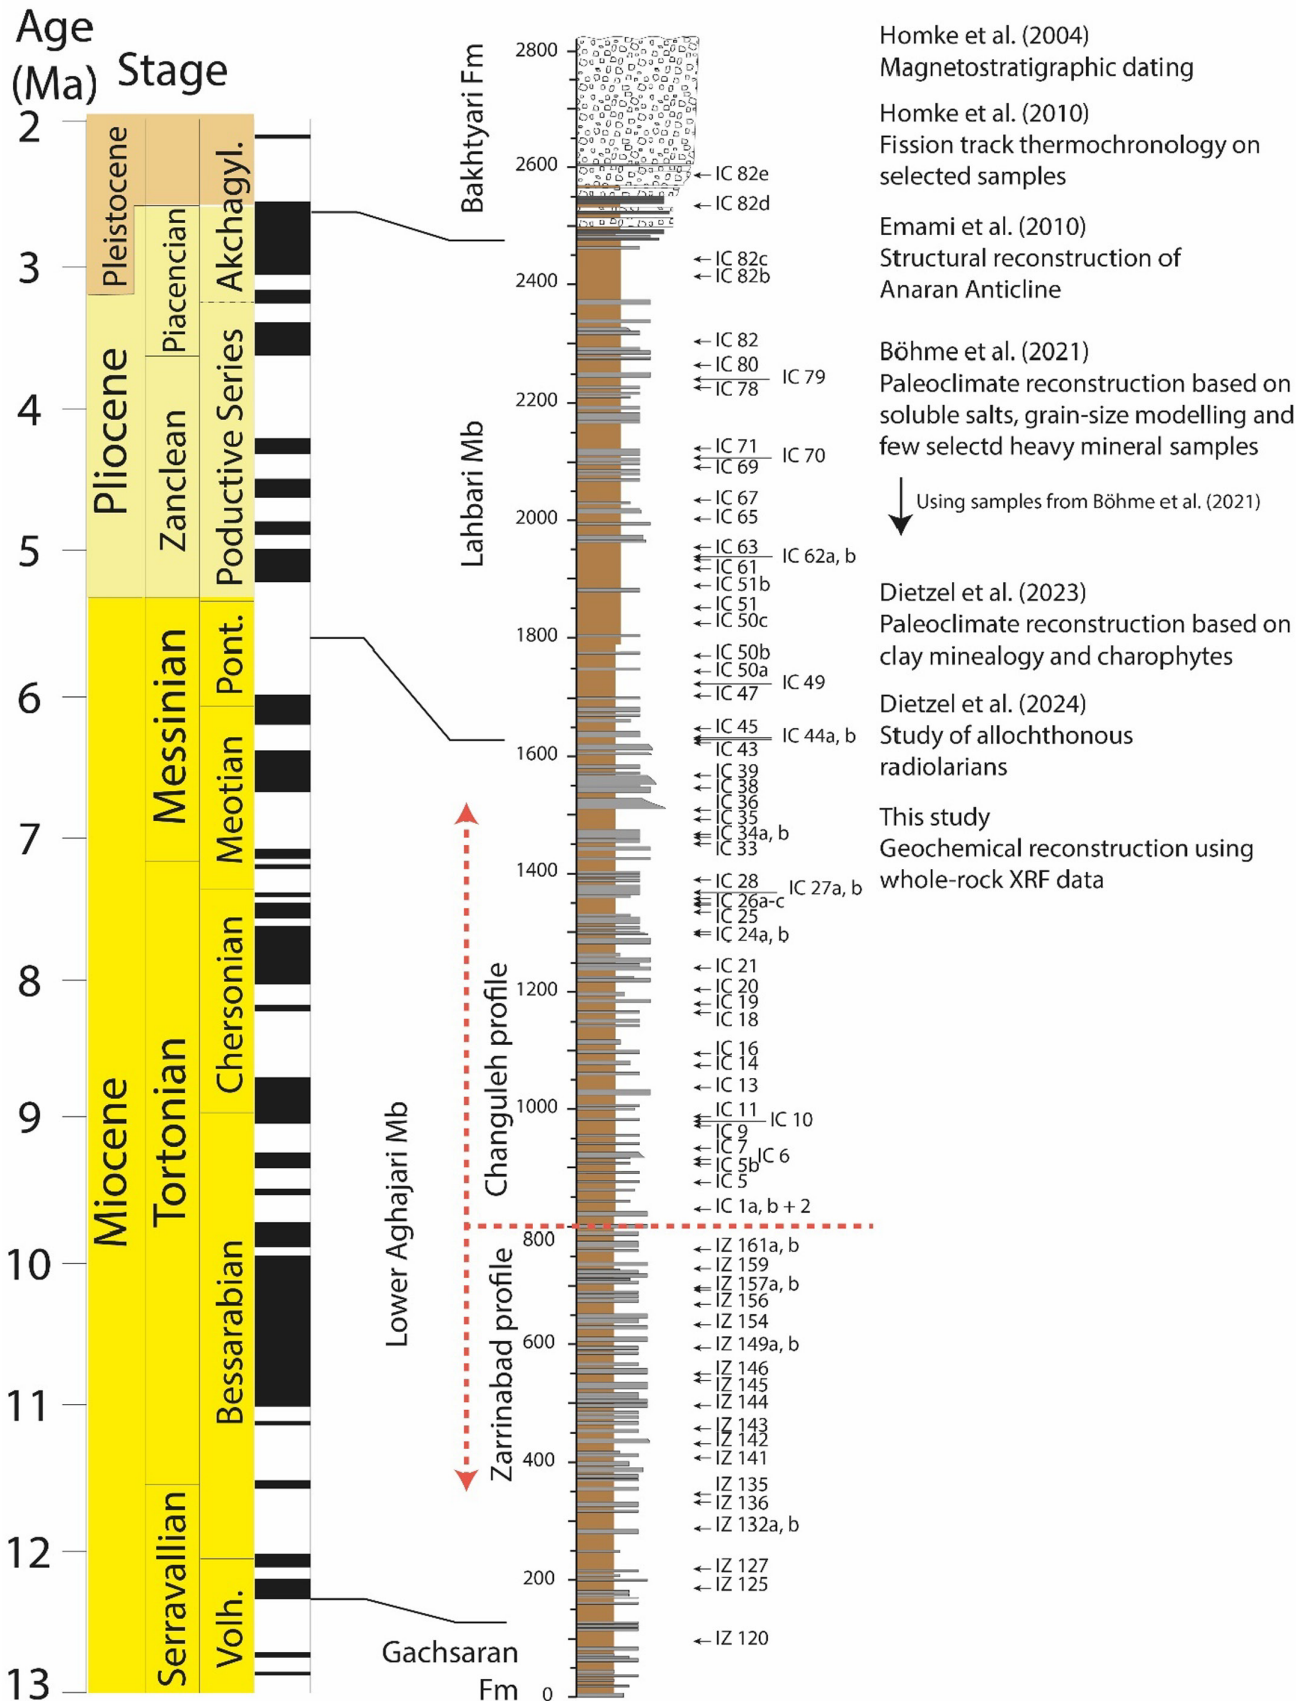 Age
(Ma)
Stage
2
3
4
5
6
7
8
9
10
11
12
13
Pleistocene
Pliocene
Miocene
Piacencian
Zanclean
Messinian
Tortonian
Serravallian
Akchagyl.
Poductive Series
Pont.
Meotian
Chersonian
Bessarabian
Volh.
Bakhtyari Fm
Lahbari Mb
Lower Aghajari Mb
Changuleh profile
Zarrinabad profile
Gachsaran
Fm
2800
2600
2400
2200
2000
1800
1600
1400
1200
1000
800
600
400
200
0
IC 82e
IC 82d
IC 82c
IC 82b
IC 82
IC 80
IC 79
IC 78
IC 71
IC 70
IC 69
IC 67
IC 65
IC 63
IC 62a, b
IC 61
IC 51b
IC 51
IC 50c
IC 50b
IC 50a
IC 49
IC 47
IC 45
IC 44a, b
IC 43
IC 39
IC 38
IC 36
IC 35
IC 34a, b
IC 33
IC 28
IC 27a, b
IC 26a-c
IC 25
IC 24a, b
IC 21
IC 20
IC 19
IC 18
IC 16
IC 14
IC 13
IC 11
IC 10
IC 9
IC 7
IC 6
IC 5b
IC 5
IC 1a, b + 2
IZ 161a, b
IZ 159
IZ 157a, b
IZ 156
IZ 154
IZ 149a, b
IZ 146
IZ 145
IZ 144
IZ 143
IZ 142
IZ 141
IZ 135
IZ 136
IZ 132a, b
IZ 127
IZ 125
IZ 120
Homke et al. (2004)
Magnetostratigraphic dating
Homke et al. (2010)
Fission track thermochronology on
selected samples
Emami et al. (2010)
Structural reconstruction of
Anaran Anticline
Böhme et al. (2021)
Paleoclimate reconstruction based on
soluble salts, grain-size modelling and
few selectd heavy mineral samples
Using samples from Böhme et al. (2021)
Dietzel et al. (2023)
Paleoclimate reconstruction based on
clay minealogy and charophytes
Dietzel et al. (2024)
Study of allochthonous
radiolarians
This study
Geochemical reconstruction using
whole-rock XRF data